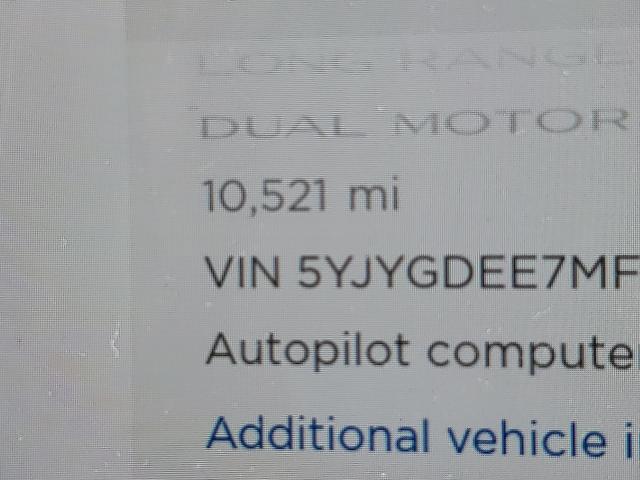 LONG RANGE
DUAL MOTOR
10,521 mi
VIN 5YJYGDEE7MF
Autopilot compute
Additional vehicle i